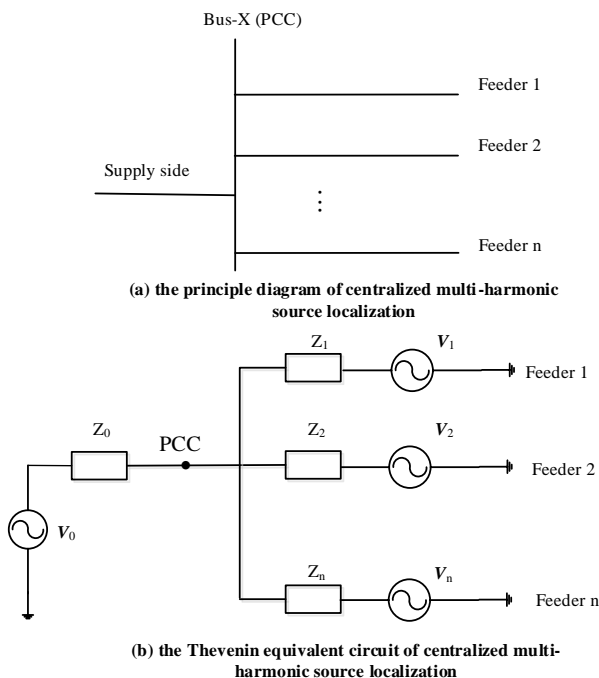 Bus-X (PCC)
Feeder 1
Feeder 2
Supply side
⋮
Feeder n
(a) the principle diagram of centralized multi-harmonic
source localization
Z1 V1
Feeder 1
Z0 PCC Z2 V2
Feeder 2
V0
Zn Vn
Feeder n
(b) the Thevenin equivalent circuit of centralized multi-
harmonic source localization